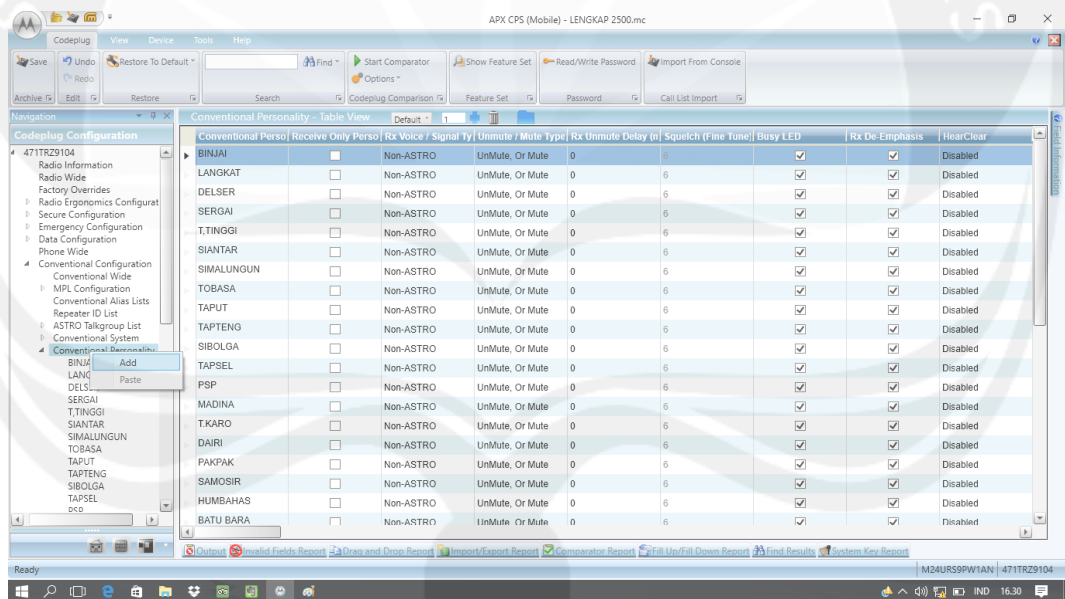 APX CPS (Mobile) - LENGKAP 2500.mc
Codeplug View Device Tools Help
Save Undo Restore To Default Find Start Comparator Show Feature Set Read/Write Password Import From Console
Redo Options
Archive Edit Restore Search Codeplug Comparison Feature Set Password Call List Import
Navigation Conventional Personality - Table View Default 1
Codeplug Configuration
Field Information
471TRZ9104
Radio Information
Radio Wide
Factory Overrides
Radio Ergonomics Configurat
Secure Configuration
Emergency Configuration
Data Configuration
Phone Wide
Conventional Configuration
Conventional Wide
MPL Configuration
Conventional Alias Lists
Repeater ID List
ASTRO Talkgroup List
Conventional System
Conventional Personality
Add
Paste
BINJA
LANG
DELS
SERGAI
T,TINGGI
SIANTAR
SIMALUNGUN
TOBASA
TAPUT
TAPTENG
SIBOLGA
TAPSEL
PSP
Conventional Perso Receive Only Perso Rx Voice / Signal Ty Unmute / Mute Type Rx Unmute Delay (n Squelch (Fine Tune) Busy LED Rx De-Emphasis HearClear
BINJAI Non-ASTRO UnMute, Or Mute 0 6 Disabled
LANGKAT Non-ASTRO UnMute, Or Mute 0 6 Disabled
DELSER Non-ASTRO UnMute, Or Mute 0 6 Disabled
SERGAI Non-ASTRO UnMute, Or Mute 0 6 Disabled
T,TINGGI Non-ASTRO UnMute, Or Mute 0 6 Disabled
SIANTAR Non-ASTRO UnMute, Or Mute 0 6 Disabled
SIMALUNGUN Non-ASTRO UnMute, Or Mute 0 6 Disabled
TOBASA Non-ASTRO UnMute, Or Mute 0 6 Disabled
TAPUT Non-ASTRO UnMute, Or Mute 0 6 Disabled
TAPTENG Non-ASTRO UnMute, Or Mute 0 6 Disabled
SIBOLGA Non-ASTRO UnMute, Or Mute 0 6 Disabled
TAPSEL Non-ASTRO UnMute, Or Mute 0 6 Disabled
PSP Non-ASTRO UnMute, Or Mute 0 6 Disabled
MADINA Non-ASTRO UnMute, Or Mute 0 6 Disabled
T.KARO Non-ASTRO UnMute, Or Mute 0 6 Disabled
DAIRI Non-ASTRO UnMute, Or Mute 0 6 Disabled
PAKPAK Non-ASTRO UnMute, Or Mute 0 6 Disabled
SAMOSIR Non-ASTRO UnMute, Or Mute 0 6 Disabled
HUMBAHAS Non-ASTRO UnMute, Or Mute 0 6 Disabled
BATU BARA Non-ASTRO UnMute, Or Mute 0 6 Disabled
Output Invalid Fields Report Drag and Drop Report Import/Export Report Comparator Report Fill Up/Fill Down Report Find Results System Key Report
Ready M24URS9PW1AN 471TRZ9104
IND 16.30